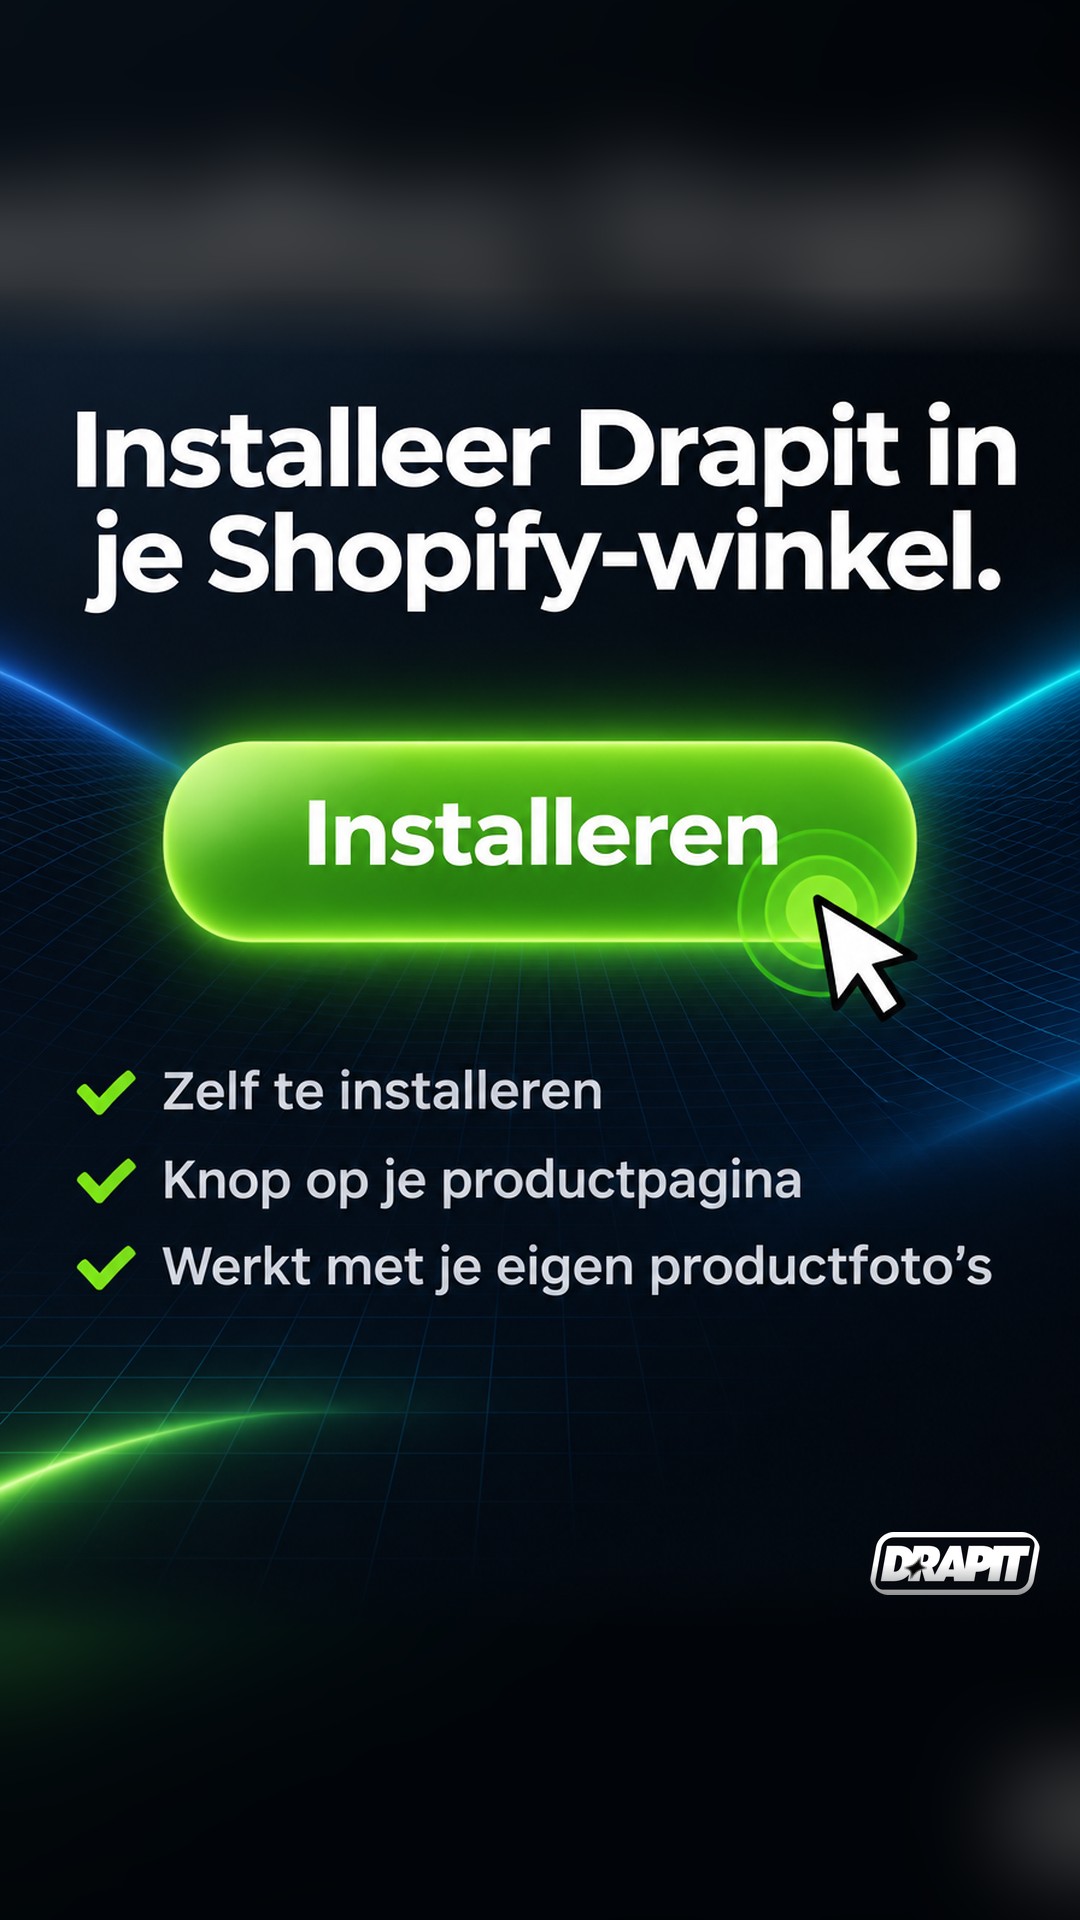 Installeer Drapit in
je Shopify-winkel.
Installeren
Zelf te installeren
Knop op je productpagina
Werkt met je eigen productfoto’s
DRAPIT